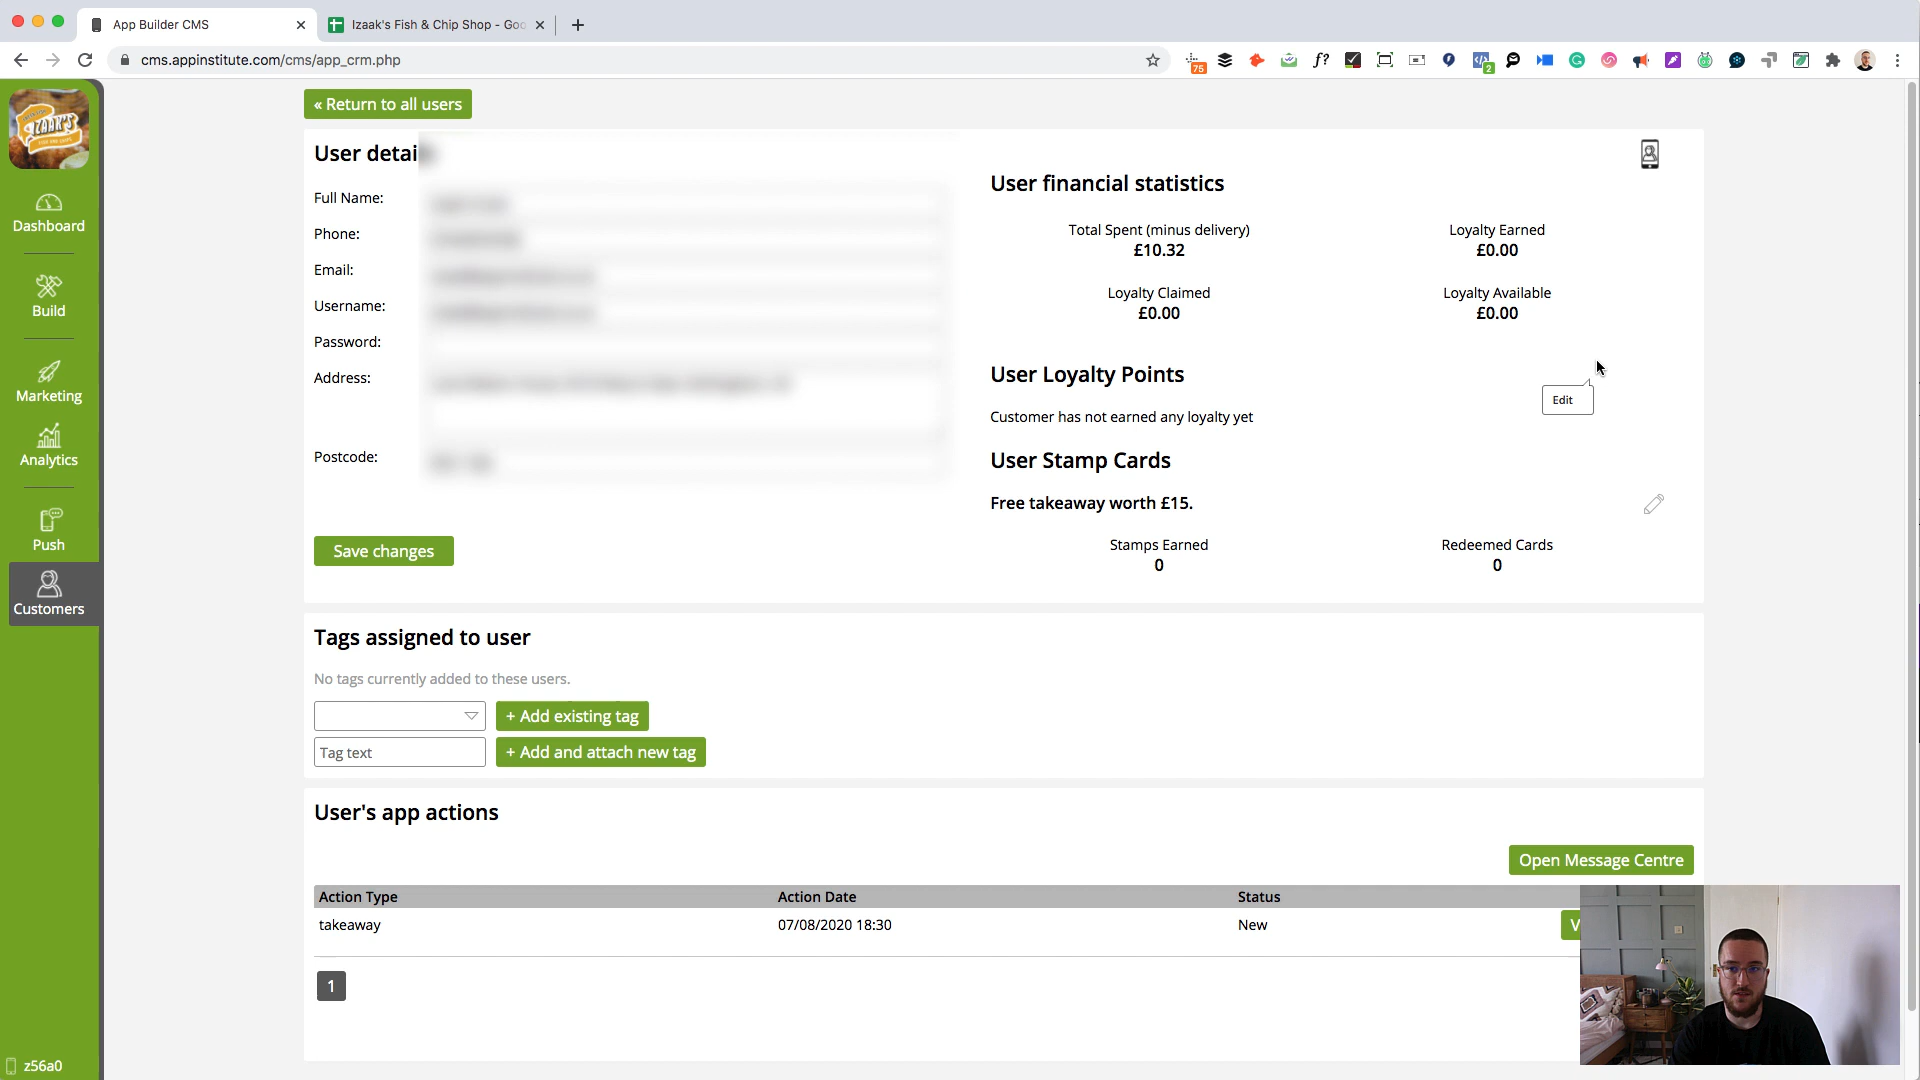 App Builder CMS
Izaak's Fish & Chip Shop - Goo
cms.appinstitute.com/cms/app_crm.php
f?
75
2
IZAAK'S
Dashboard
Build
Marketing
Analytics
Push
Customers
z56a0
« Return to all users
User detai
Full Name:
Phone:
Email:
Username:
Password:
Address:
Postcode:
Save changes
User financial statistics
Total Spent (minus delivery)
£10.32
Loyalty Earned
£0.00
Loyalty Claimed
£0.00
Loyalty Available
£0.00
User Loyalty Points
Edit
Customer has not earned any loyalty yet
User Stamp Cards
Free takeaway worth £15.
Stamps Earned
0
Redeemed Cards
0
Tags assigned to user
No tags currently added to these users.
+ Add existing tag
Tag text
+ Add and attach new tag
User's app actions
Open Message Centre
Action Type Action Date Status
takeaway 07/08/2020 18:30 New V
1